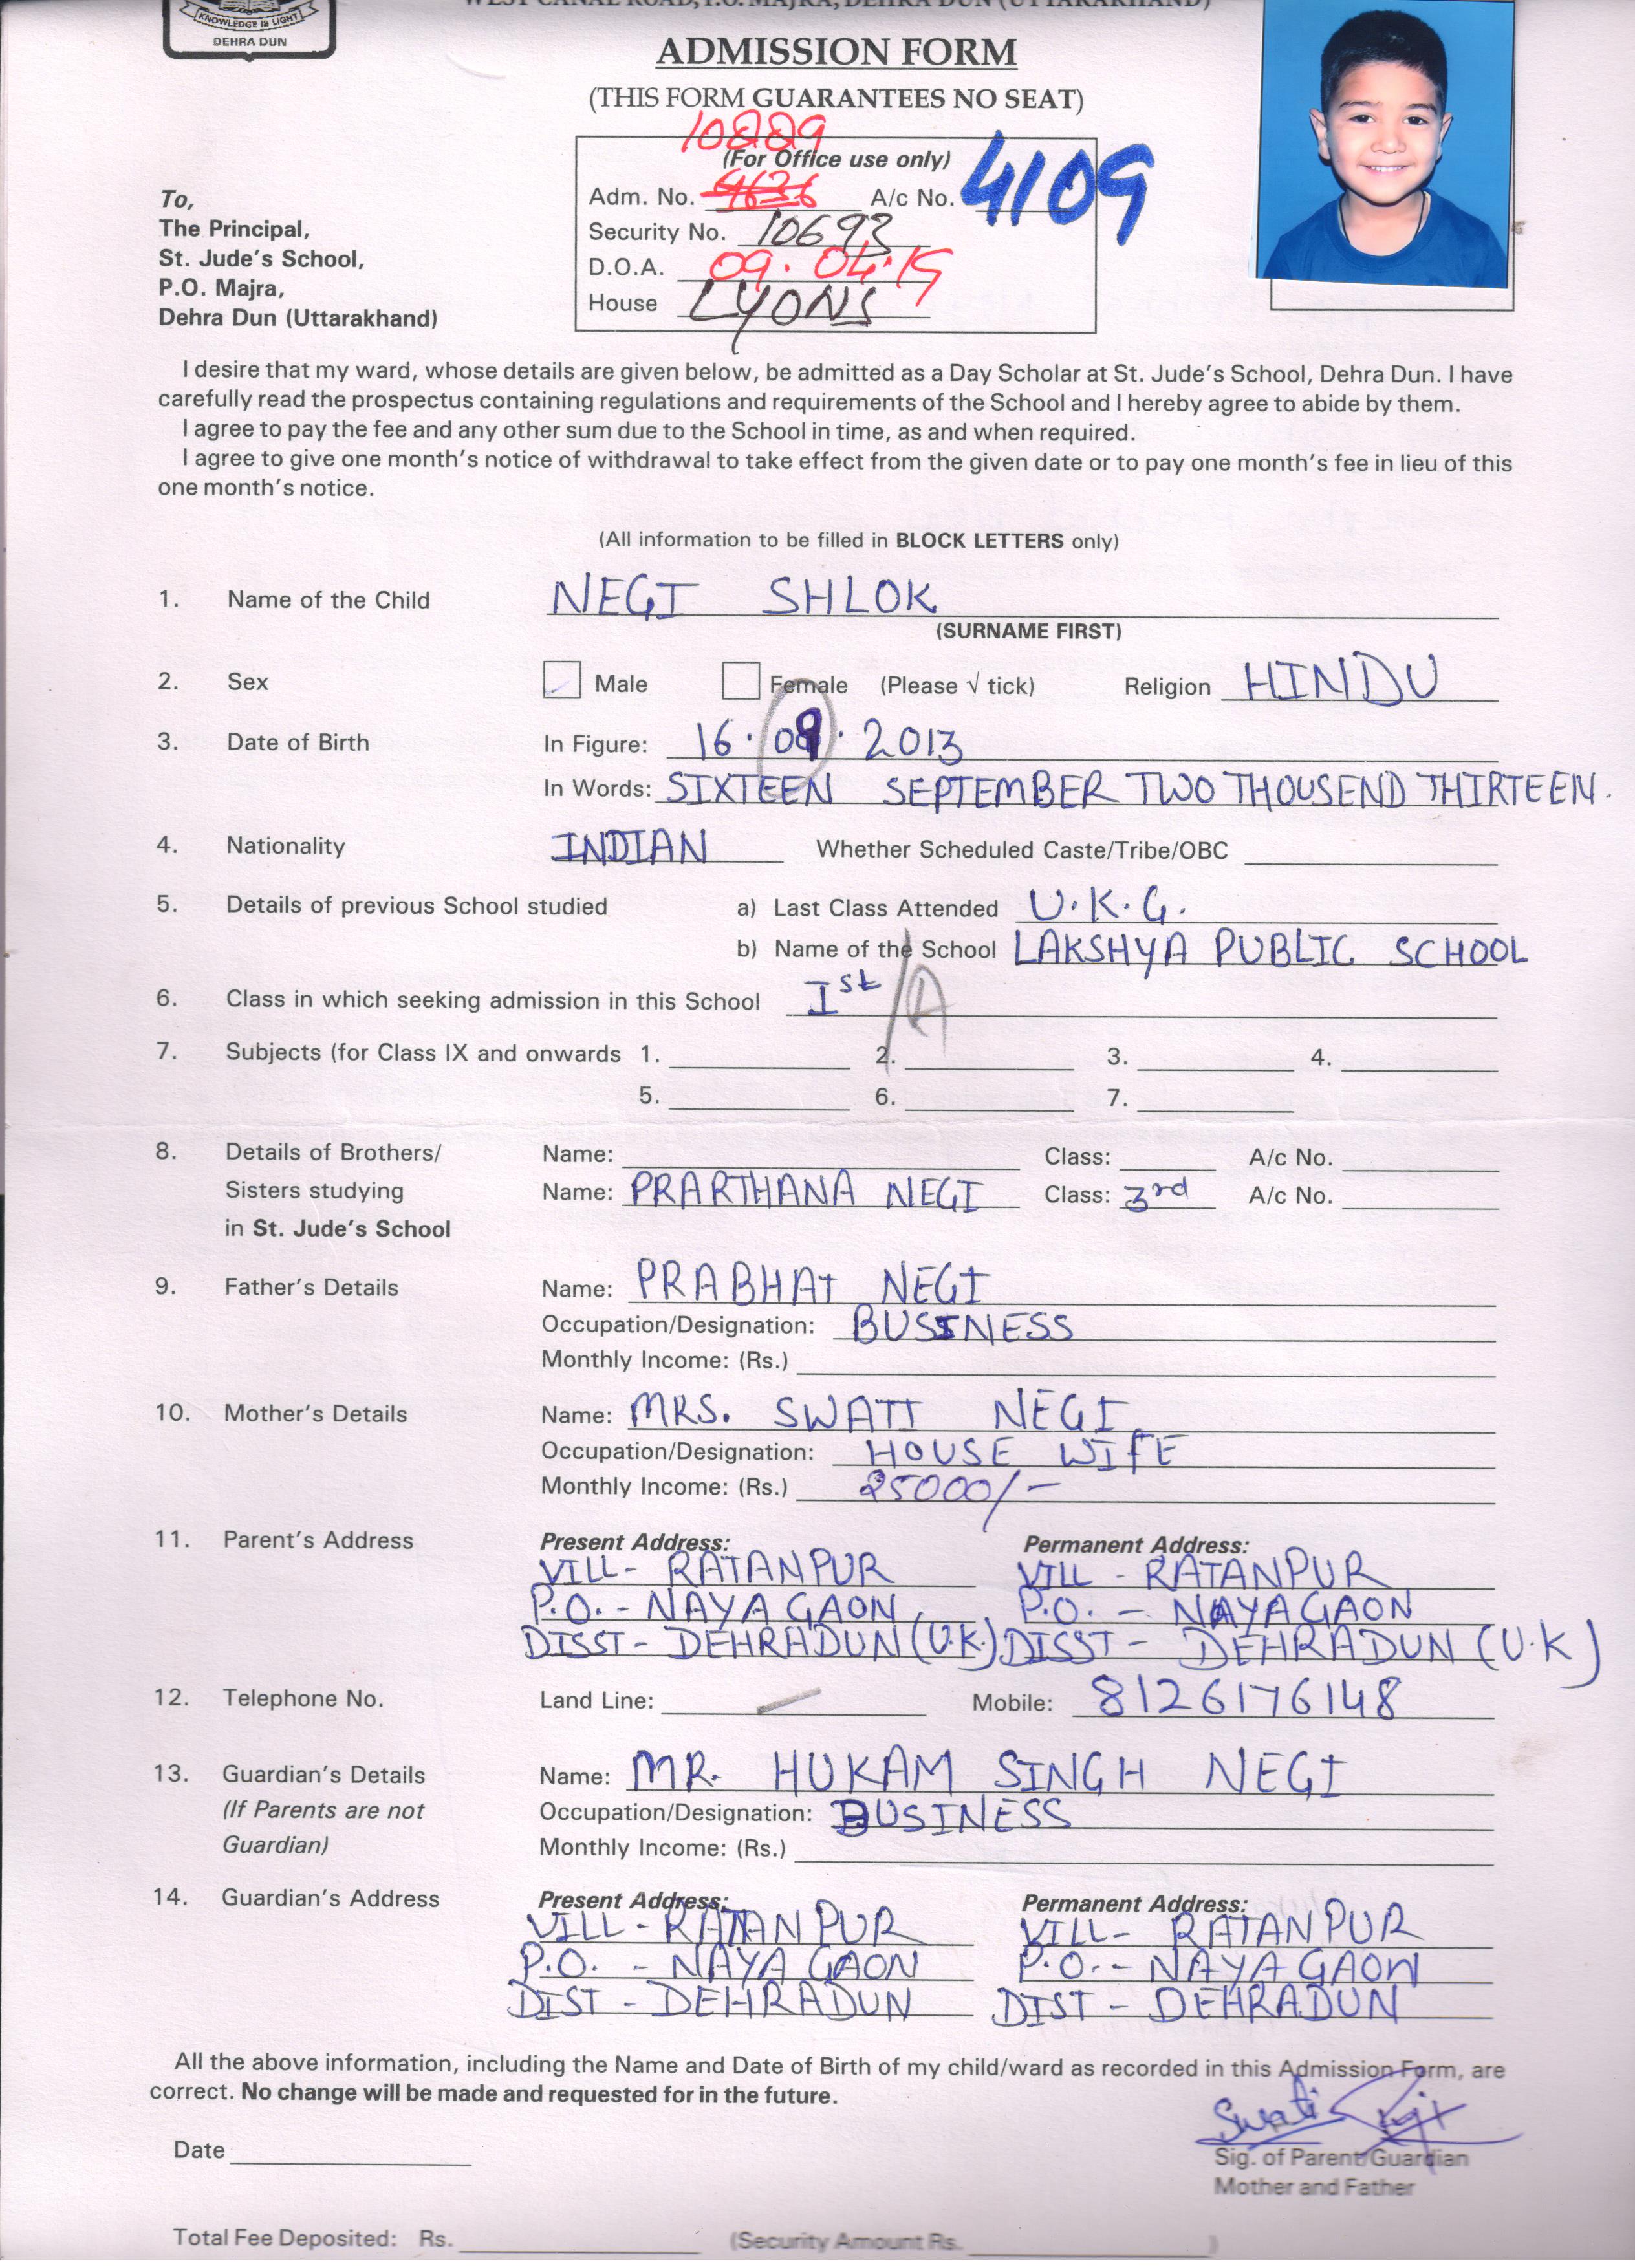 KNOWLEDGE IS LIGHT
DEHRA DUN
WEST CANAL ROAD, P.O. MAJRA, DEHRA DUN (UTTARAKHAND)
ADMISSION FORM
(THIS FORM GUARANTEES NO SEAT)
10229
(For Office use only)
Adm. No. 4636 A/c No. 4109
Security No. 10693
D.O.A. 09.04.19
House LYONS
To,
The Principal,
St. Jude's School,
P.O. Majra,
Dehra Dun (Uttarakhand)
I desire that my ward, whose details are given below, be admitted as a Day Scholar at St. Jude's School, Dehra Dun. I have
carefully read the prospectus containing regulations and requirements of the School and I hereby agree to abide by them.
I agree to pay the fee and any other sum due to the School in time, as and when required.
I agree to give one month's notice of withdrawal to take effect from the given date or to pay one month's fee in lieu of this
one month's notice.
(All information to be filled in BLOCK LETTERS only)
1. Name of the Child NEGI SHLOK
(SURNAME FIRST)
2. Sex Male Female (Please √ tick) Religion HINDU
3. Date of Birth In Figure: 16.09.2013
In Words: SIXTEEN SEPTEMBER TWO THOUSEND THIRTEEN.
4. Nationality INDIAN Whether Scheduled Caste/Tribe/OBC
5. Details of previous School studied a) Last Class Attended U.K.G.
b) Name of the School LAKSHYA PUBLIC SCHOOL
6. Class in which seeking admission in this School Ist/A
7. Subjects (for Class IX and onwards 1. 2. 3. 4.
5. 6. 7.
8. Details of Brothers/ Name: Class: A/c No.
Sisters studying Name: PRARTHANA NEGI Class: 3rd A/c No.
in St. Jude's School
9. Father's Details Name: PRABHAT NEGI
Occupation/Designation: BUSINESS
Monthly Income: (Rs.)
10. Mother's Details Name: MRS. SWATI NEGI
Occupation/Designation: HOUSE WIFE
Monthly Income: (Rs.) 25000/-
11. Parent's Address Present Address: Permanent Address:
VILL- RATANPUR VILL - RATANPUR
P.O. - NAYA GAON P.O. - NAYAGAON
DISST- DEHRADUN (U.K.) DISST - DEHRADUN (U.K)
12. Telephone No. Land Line: Mobile: 8126176148
13. Guardian's Details Name: MR. HUKAM SINGH NEGI
(If Parents are not Occupation/Designation: BUSINESS
Guardian) Monthly Income: (Rs.)
14. Guardian's Address Present Address: Permanent Address:
VILL - RATAN PUR VILL- RATAN PUR
P.O. - NAYA GAON P.O.- NAYA GAON
DIST - DEHRADUN DIST - DEHRADUN
All the above information, including the Name and Date of Birth of my child/ward as recorded in this Admission Form, are
correct. No change will be made and requested for in the future.
Swati
Date Sig. of Parent/Guardian
Mother and Father
Total Fee Deposited: Rs. (Security Amount Rs. )